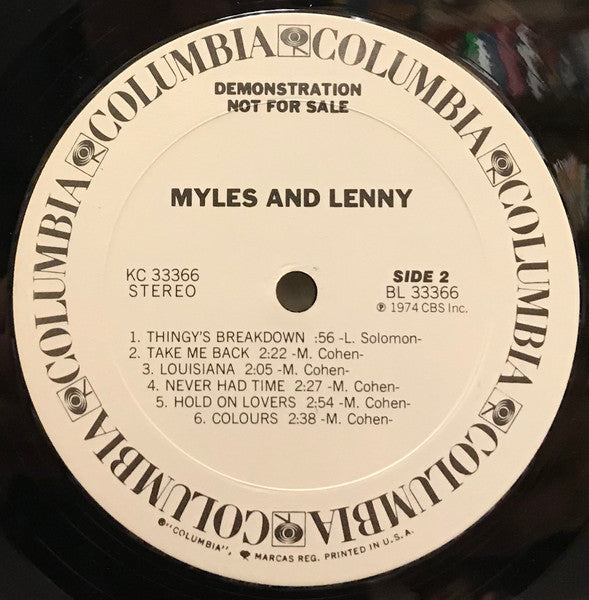 COLUMBIA COLUMBIA COLUMBIA COLUMBIA COLUMBIA COLUMBIA COLUMBIA
DEMONSTRATION
NOT FOR SALE
MYLES AND LENNY
KC 33366
STEREO
SIDE 2
BL 33366
℗ 1974 CBS Inc.
1. THINGY'S BREAKDOWN :56 -L. Solomon-
2. TAKE ME BACK 2:22 -M. Cohen-
3. LOUISIANA 2:05 -M. Cohen-
4. NEVER HAD TIME 2:27 -M. Cohen-
5. HOLD ON LOVERS 2:54 -M. Cohen-
6. COLOURS 2:38 -M. Cohen-
®"COLUMBIA", MARCAS REG. PRINTED IN U.S.A.